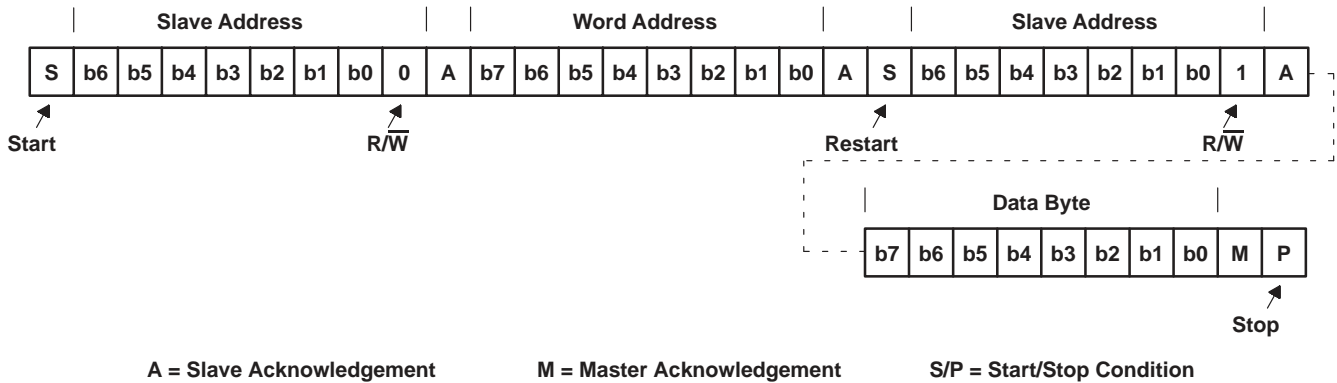 Slave Address Word Address Slave Address
S b6 b5 b4 b3 b2 b1 b0 0 A b7 b6 b5 b4 b3 b2 b1 b0 A S b6 b5 b4 b3 b2 b1 b0 1 A
Start R/W̅ Restart R/W̅
Data Byte
b7 b6 b5 b4 b3 b2 b1 b0 M P
Stop
A = Slave Acknowledgement M = Master Acknowledgement S/P = Start/Stop Condition